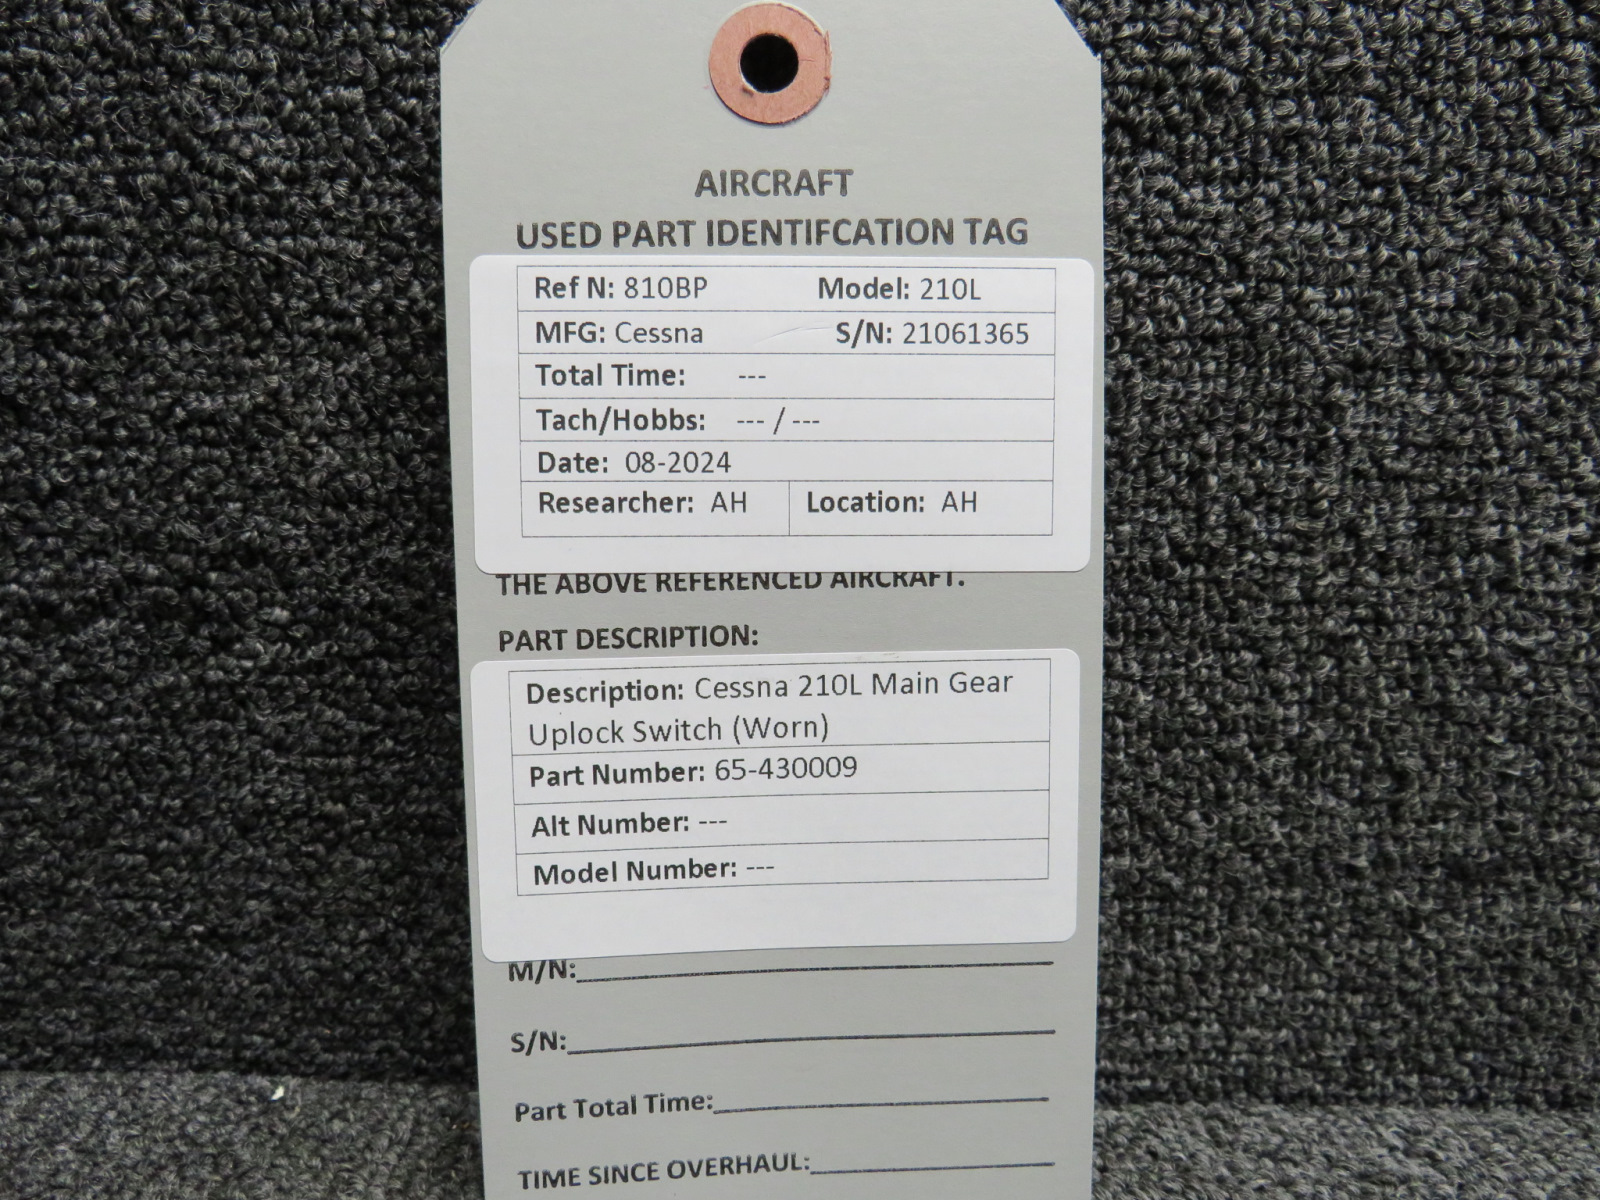 AIRCRAFT
USED PART IDENTIFCATION TAG
Ref N: 810BP Model: 210L
MFG: Cessna S/N: 21061365
Total Time: ---
Tach/Hobbs: --- / ---
Date: 08-2024
Researcher: AH Location: AH
THE ABOVE REFERENCED AIRCRAFT.
PART DESCRIPTION:
Description: Cessna 210L Main Gear
Uplock Switch (Worn)
Part Number: 65-430009
Alt Number: ---
Model Number: ---
M/N:
S/N:
Part Total Time:
TIME SINCE OVERHAUL: